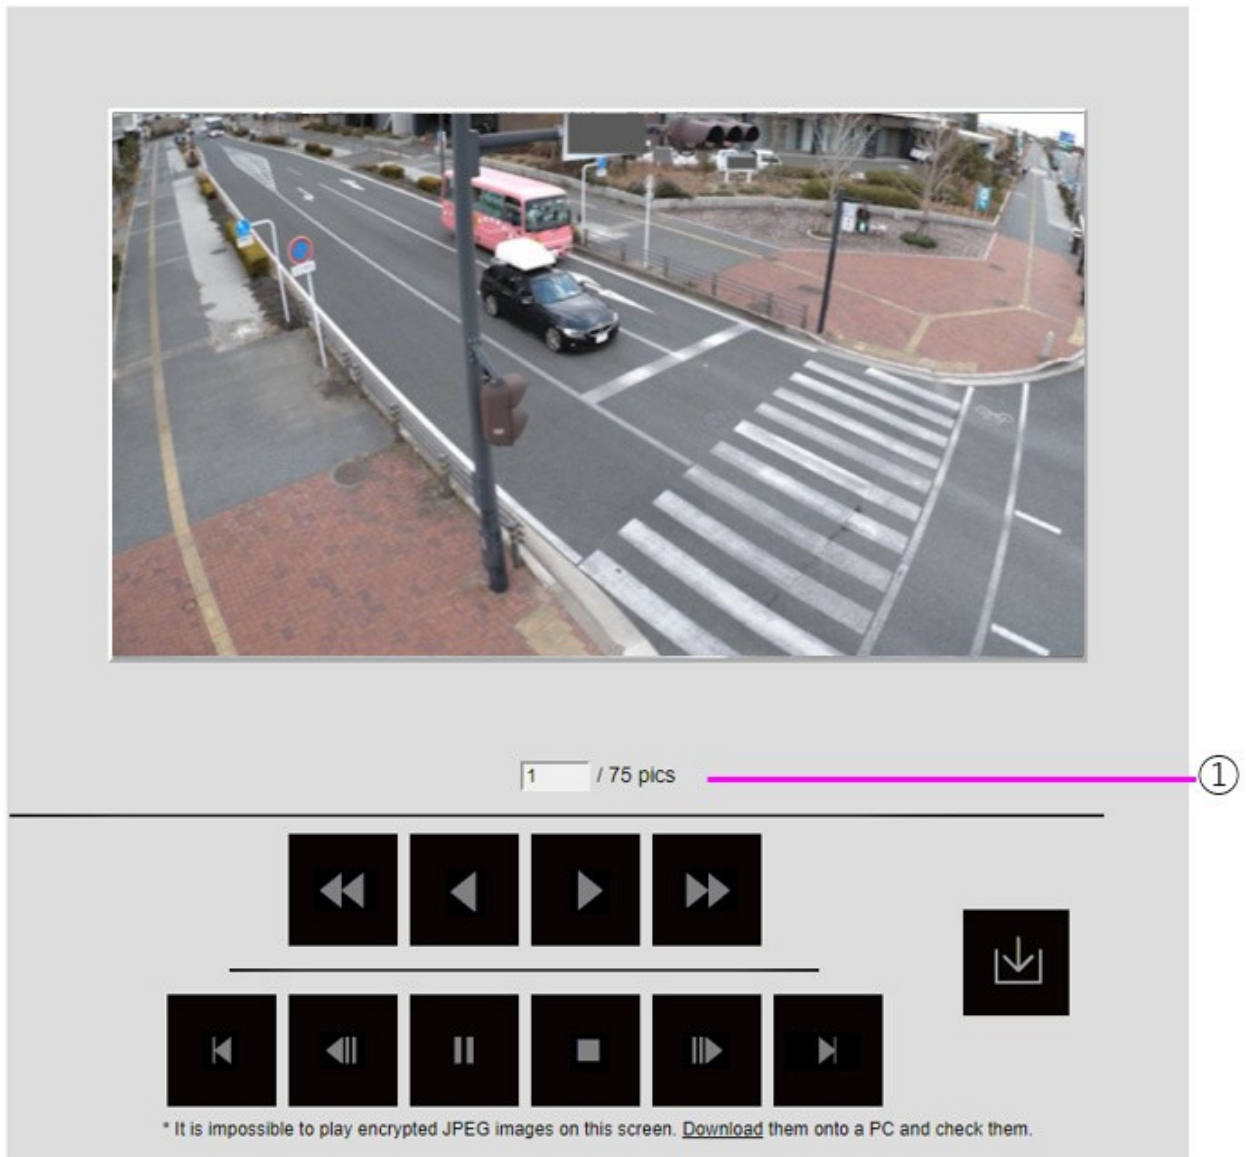 1 / 75 pics
①
* It is impossible to play encrypted JPEG images on this screen. Download them onto a PC and check them.